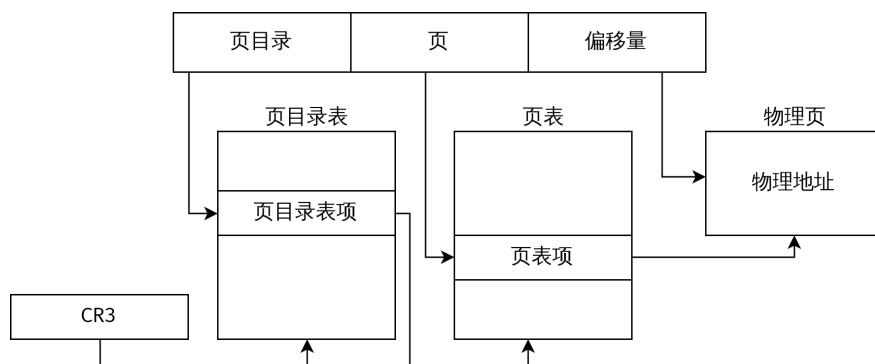 页目录
页
偏移量
页目录表
页表
物理页
物理地址
页目录表项
页表项
CR3